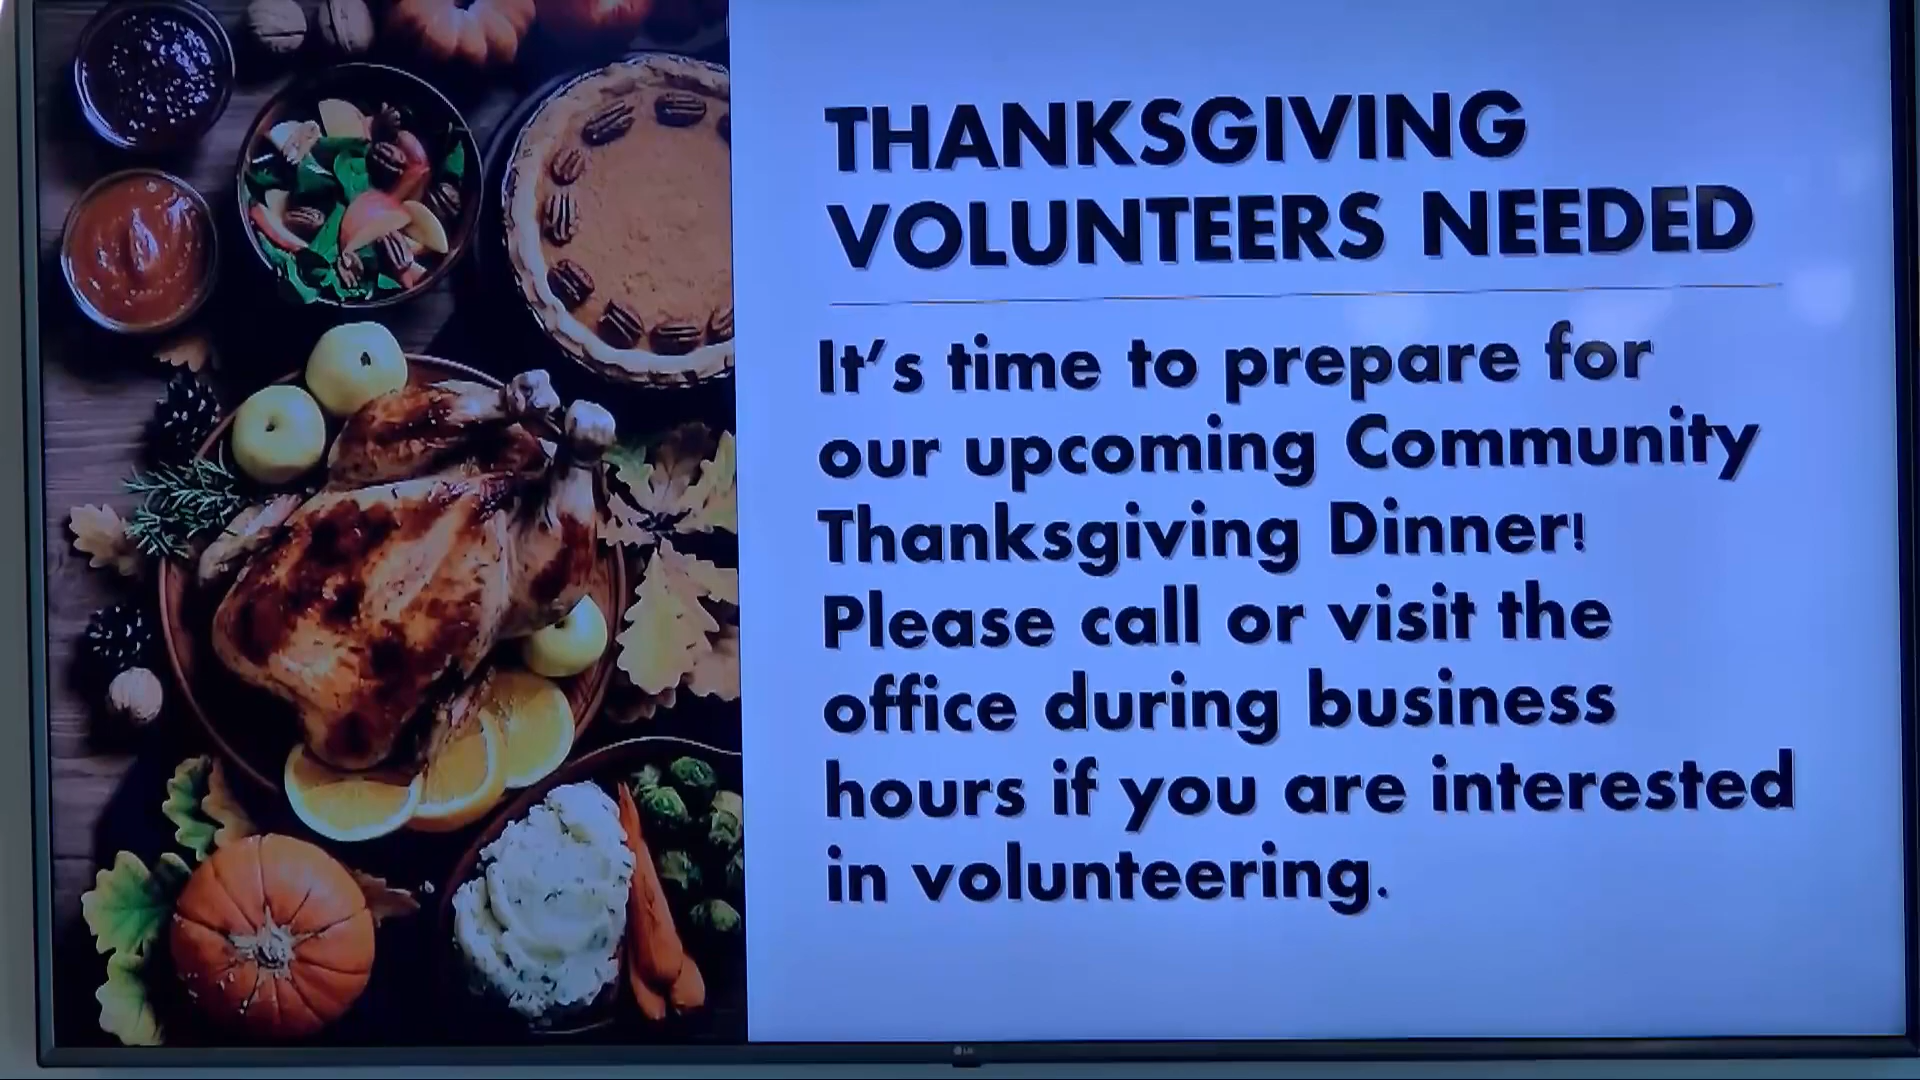 THANKSGIVING
VOLUNTEERS NEEDED
It's time to prepare for
our upcoming Community
Thanksgiving Dinner!
Please call or visit the
office during business
hours if you are interested
in volunteering.
LG